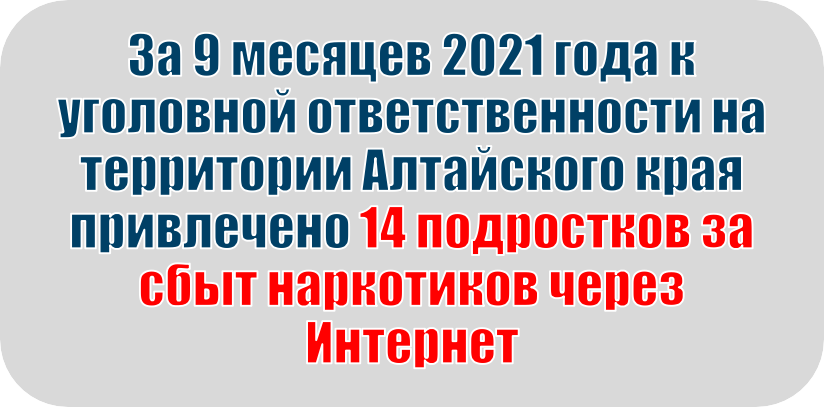 За 9 месяцев 2021 года к
уголовной ответственности на
территории Алтайского края
привлечено 14 подростков за
сбыт наркотиков через
Интернет